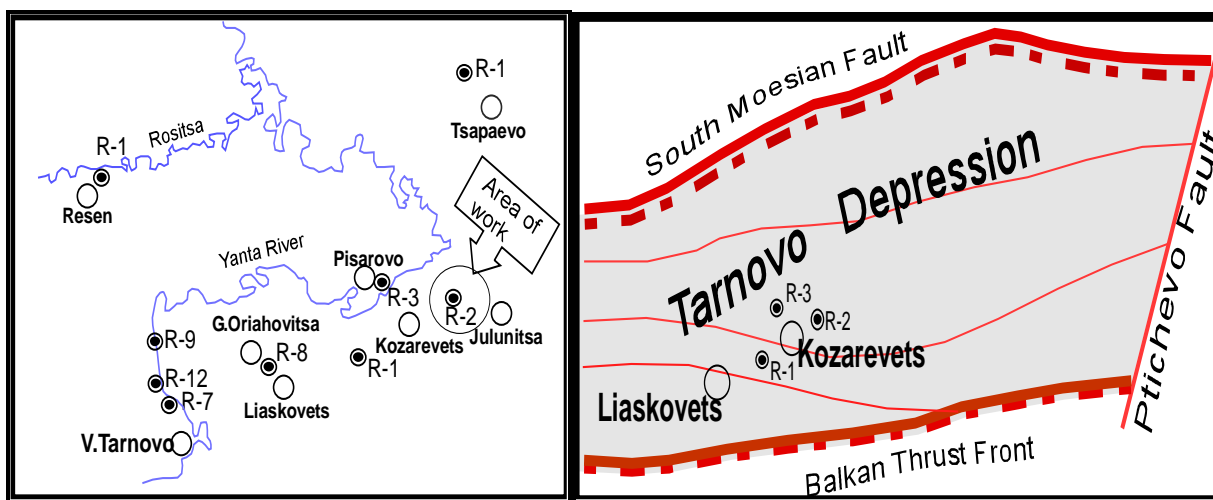 R-1
Tsapaevo
Rositsa
R-1
Resen
Area of
work
Yanta River
Pisarovo
R-3
R-2
Julunitsa
Kozarevets
G.Oriahovitsa
R-8
R-1
Liaskovets
R-9
R-12
R-7
V.Tarnovo
South Moesian Fault
Tarnovo Depression
Ptichevo Fault
R-3
R-2
Kozarevets
R-1
Liaskovets
Balkan Thrust Front